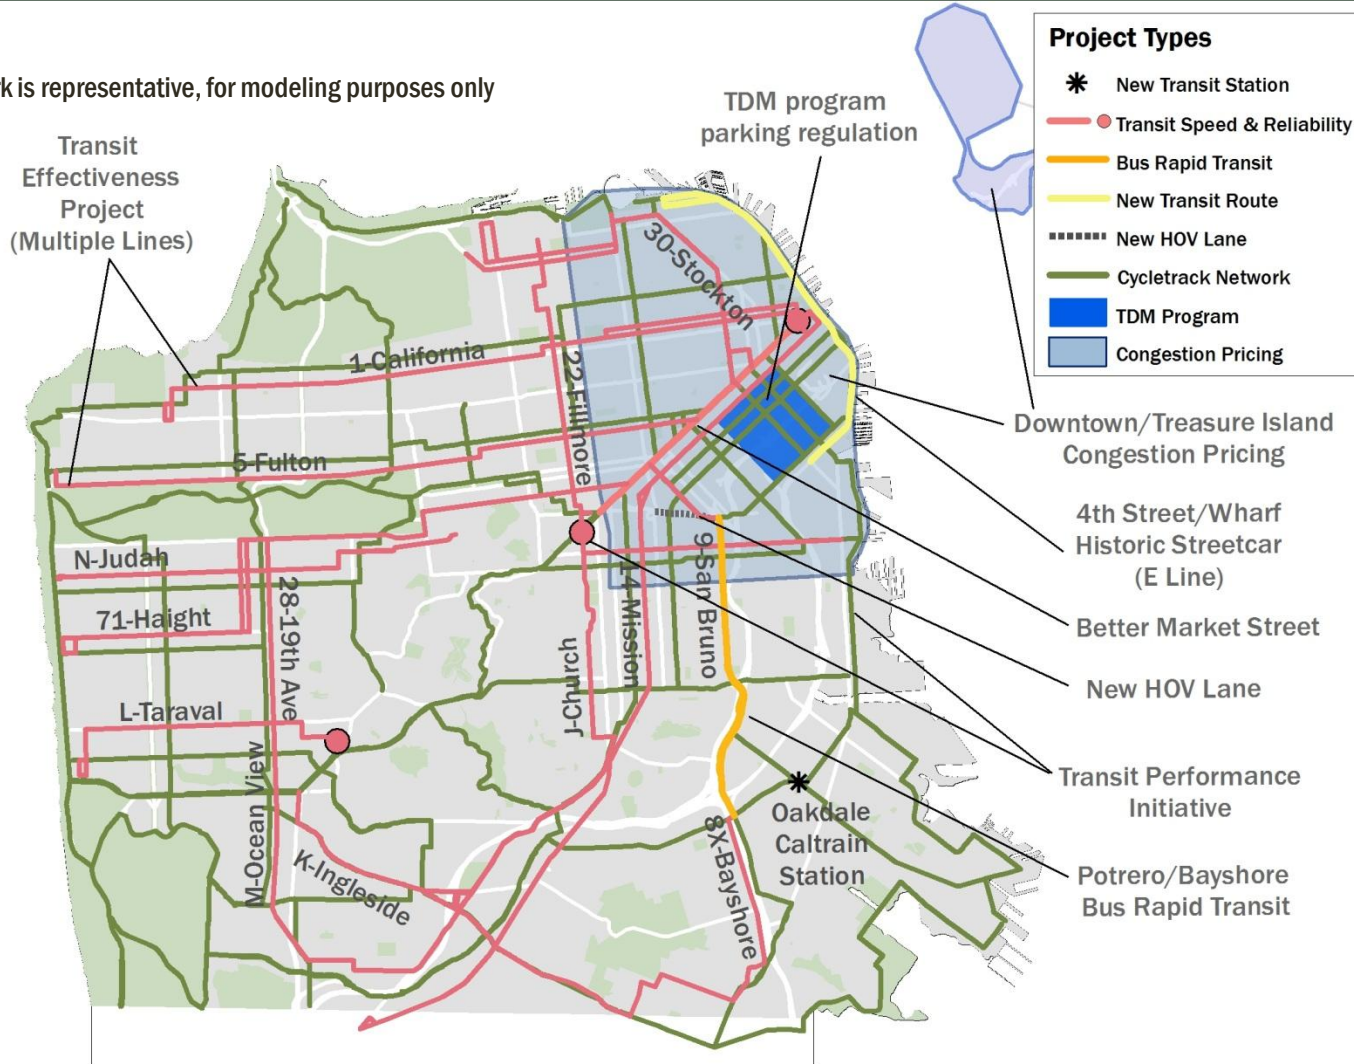 k is representative, for modeling purposes only
Transit
Effectiveness
Project
(Multiple Lines)
TDM program
parking regulation
Project Types
New Transit Station
Transit Speed & Reliability
Bus Rapid Transit
New Transit Route
New HOV Lane
Cycletrack Network
TDM Program
Congestion Pricing
30-Stockton
1-California
22-Fillmore
5-Fulton
N-Judah
71-Haight
28-19th Ave
L-Taraval
M-Ocean View
K-Ingleside
J-Church
14-Mission
9-San Bruno
8X-Bayshore
Oakdale
Caltrain
Station
Downtown/Treasure Island
Congestion Pricing
4th Street/Wharf
Historic Streetcar
(E Line)
Better Market Street
New HOV Lane
Transit Performance
Initiative
Potrero/Bayshore
Bus Rapid Transit